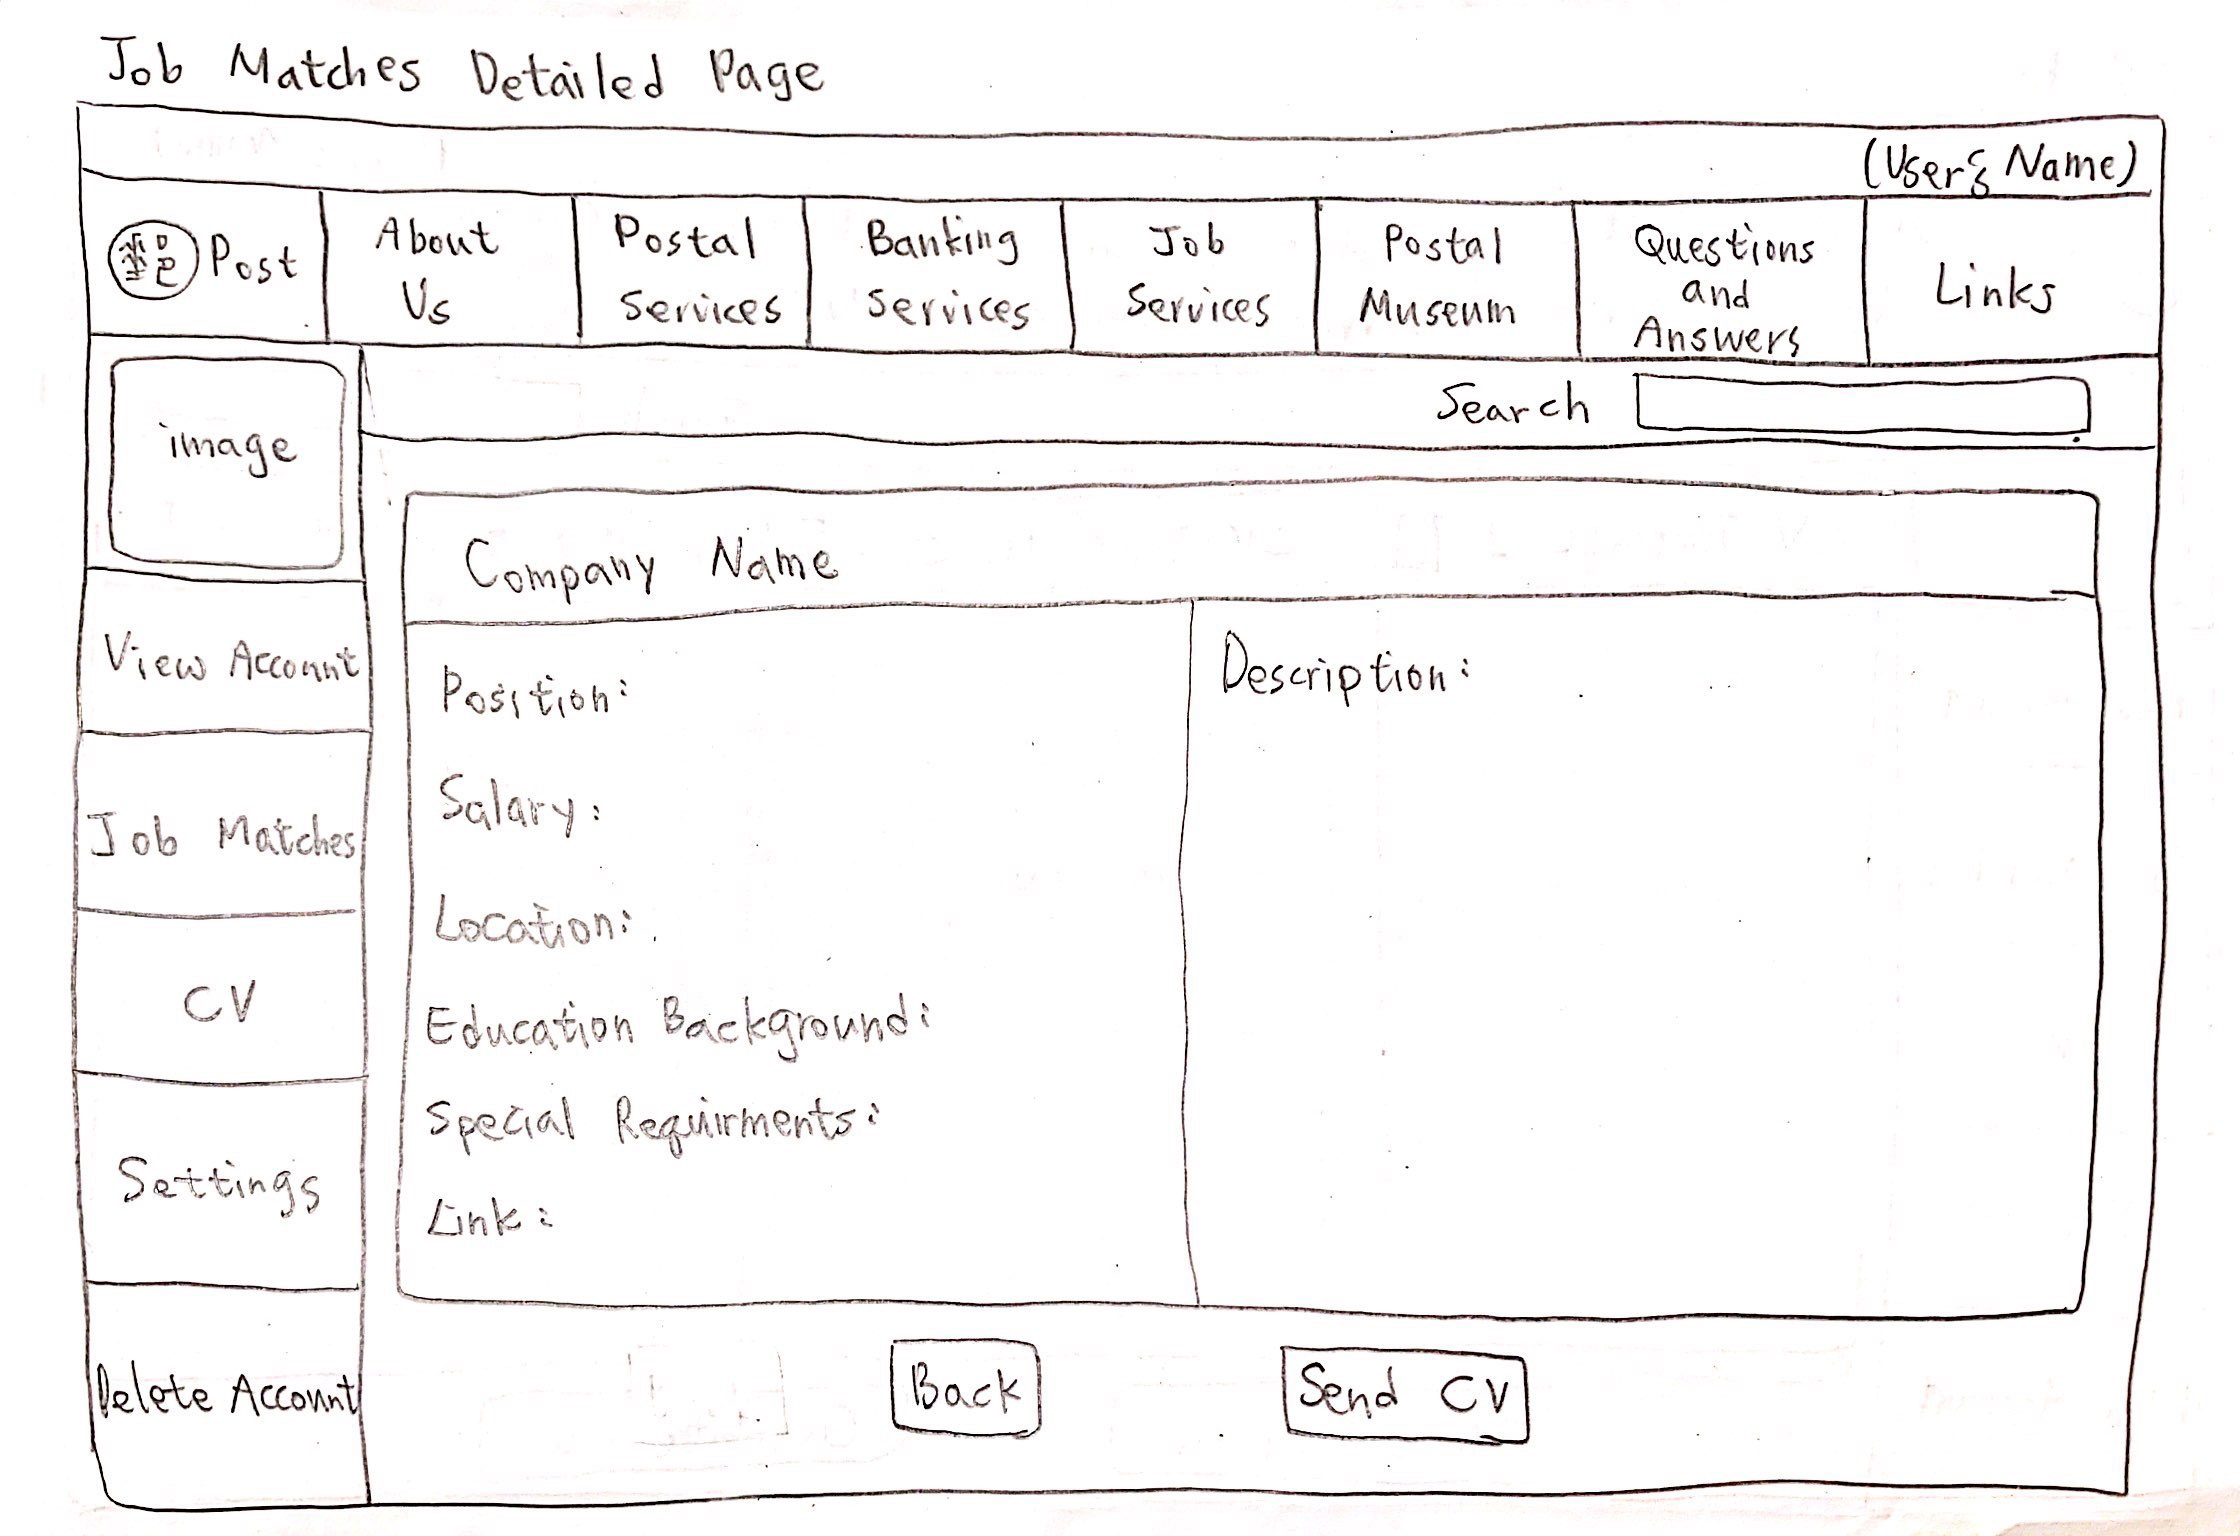 Job Matches Detailed Page
(User's Name)
Post
About
Us
Postal
Services
Banking
Services
Job
Services
Postal
Museum
Questions
and
Answers
Links
Search
image
View Account
Job Matches
CV
Settings
Delete Account
Company Name
Position:
Salary:
Location:
Education Background:
Special Requirments:
Link:
Description:
Back
Send CV